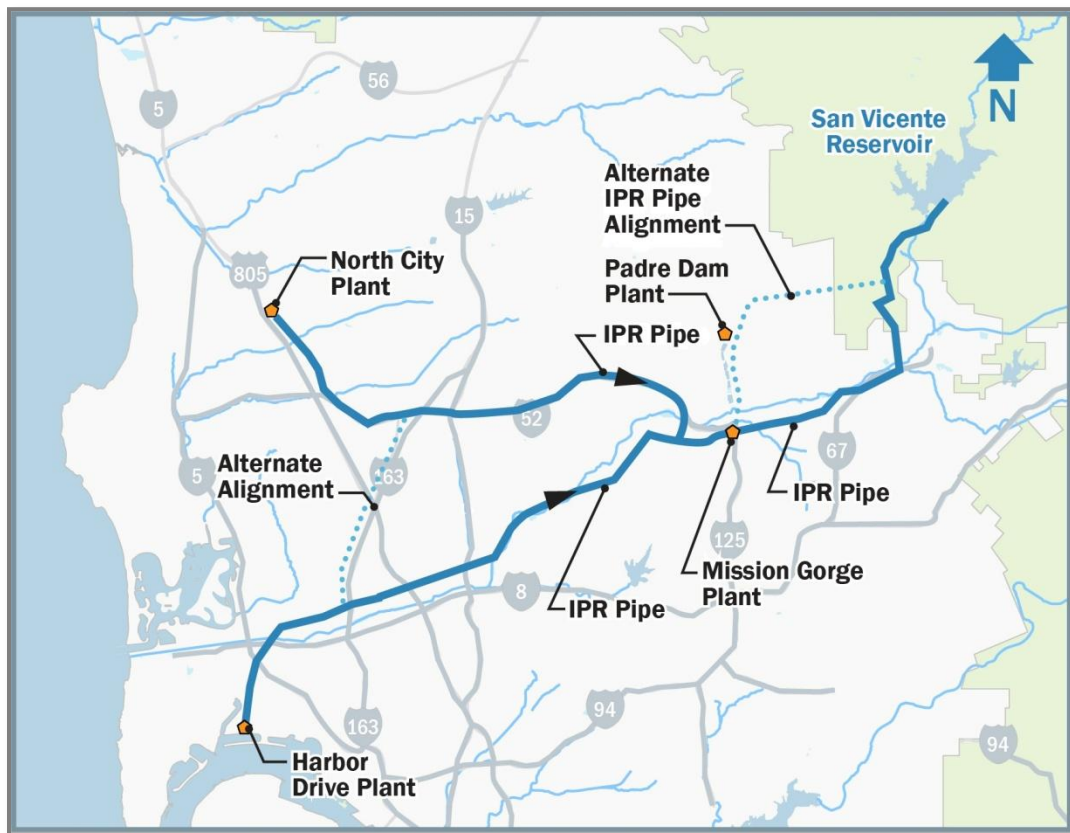 N
San Vicente
Reservoir
56
5
Alternate
IPR Pipe
Alignment
15
North City
Plant
805
Padre Dam
Plant
IPR Pipe
52
Alternate
Alignment
5
163
67
IPR Pipe
125
Mission Gorge
Plant
8
IPR Pipe
94
163
94
Harbor
Drive Plant